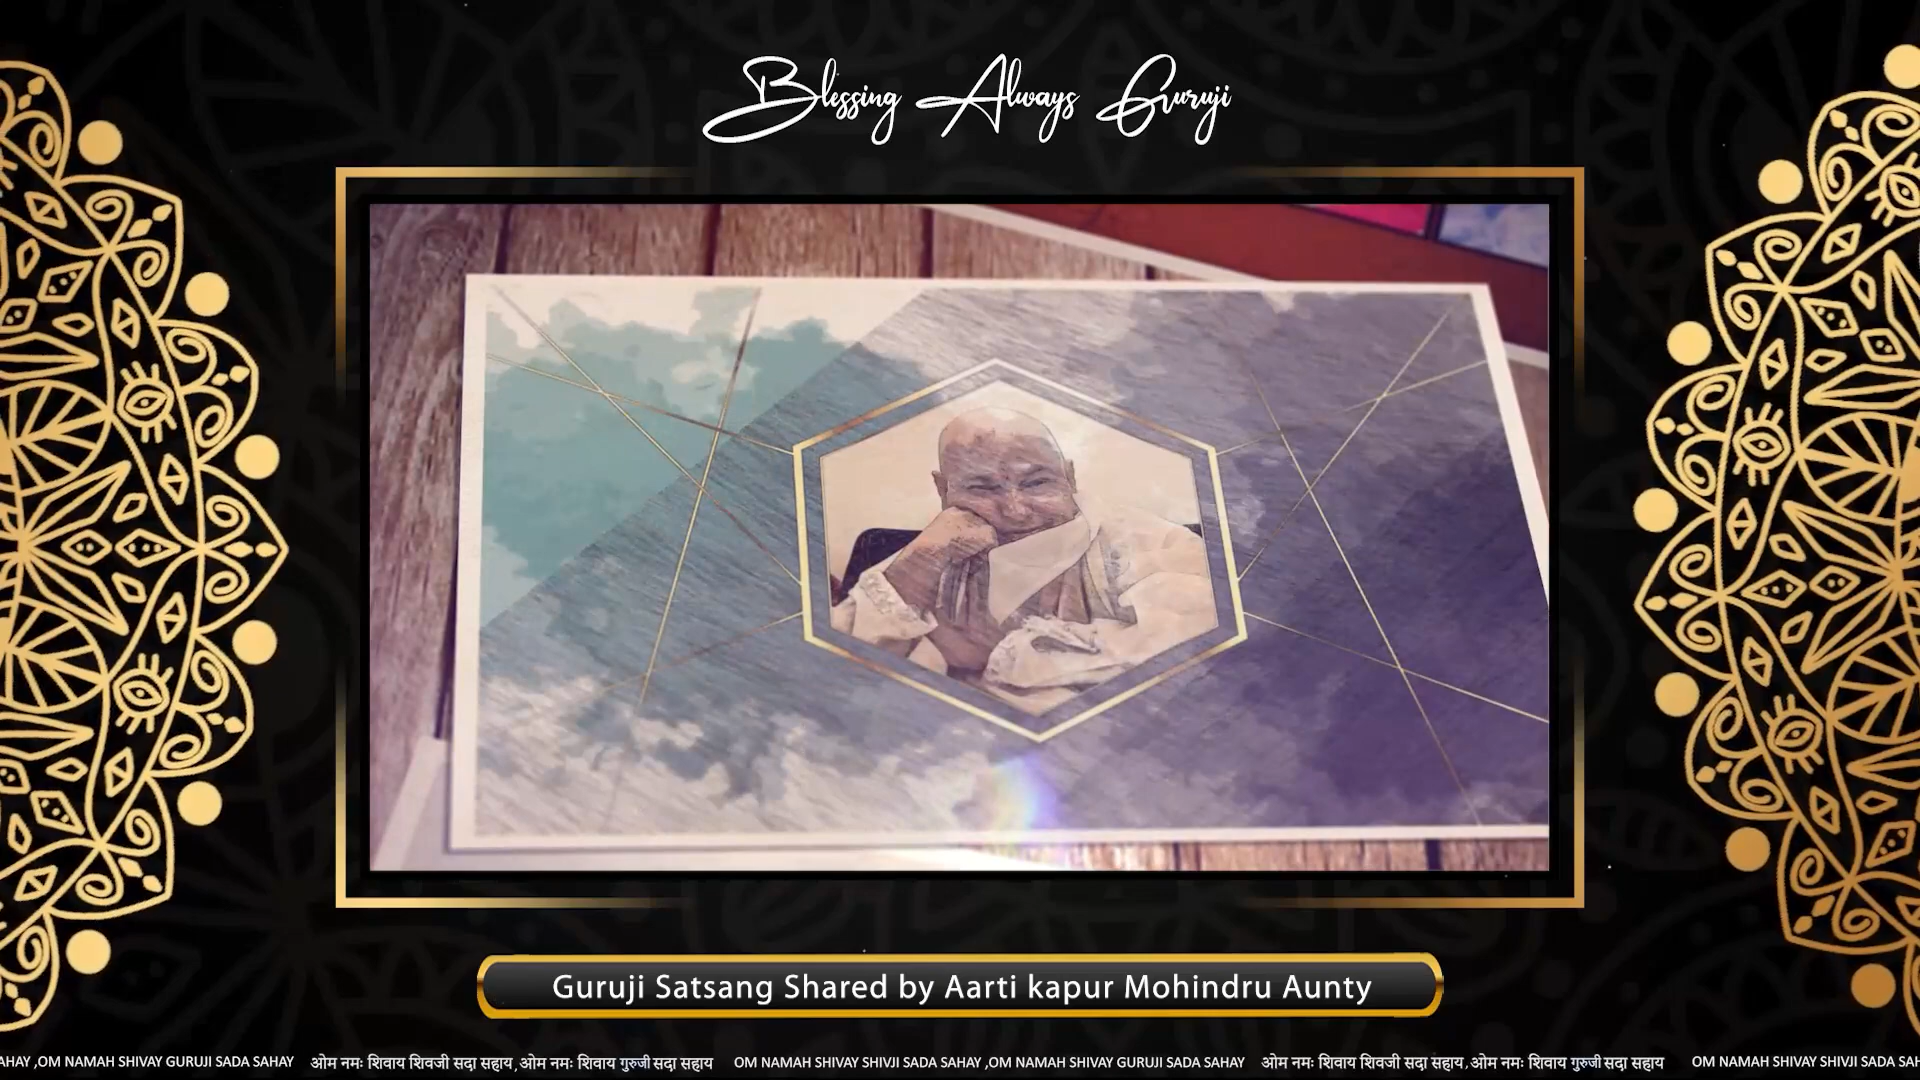 Blessing Always Guruji
Guruji Satsang Shared by Aarti kapur Mohindru Aunty
SAHAY ,OM NAMAH SHIVAY GURUJI SADA SAHAY ओम नमः शिवाय शिवजी सदा सहाय, ओम नमः शिवाय गुरुजी सदा सहाय OM NAMAH SHIVAY SHIVJI SADA SAHAY ,OM NAMAH SHIVAY GURUJI SADA SAHAY ओम नमः शिवाय शिवजी सदा सहाय, ओम नमः शिवाय गुरुजी सदा सहाय OM NAMAH SHIVAY SHIVJI SADA